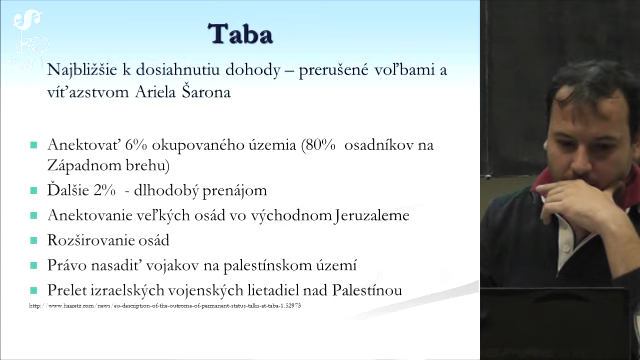 Taba
Najbližšie k dosiahnutiu dohody – prerušené voľbami a
víťazstvom Ariela Šarona
Anektovať 6% okupovaného územia (80% osadníkov na
Západnom brehu)
Ďalšie 2% - dlhodobý prenájom
Anektovanie veľkých osád vo východnom Jeruzaleme
Rozširovanie osád
Právo nasadiť vojakov na palestínskom území
Prelet izraelských vojenských lietadiel nad Palestínou
http://www.haaretz.com/news/eu-description-of-the-outcome-of-permanent-status-talks-at-taba-1.52973